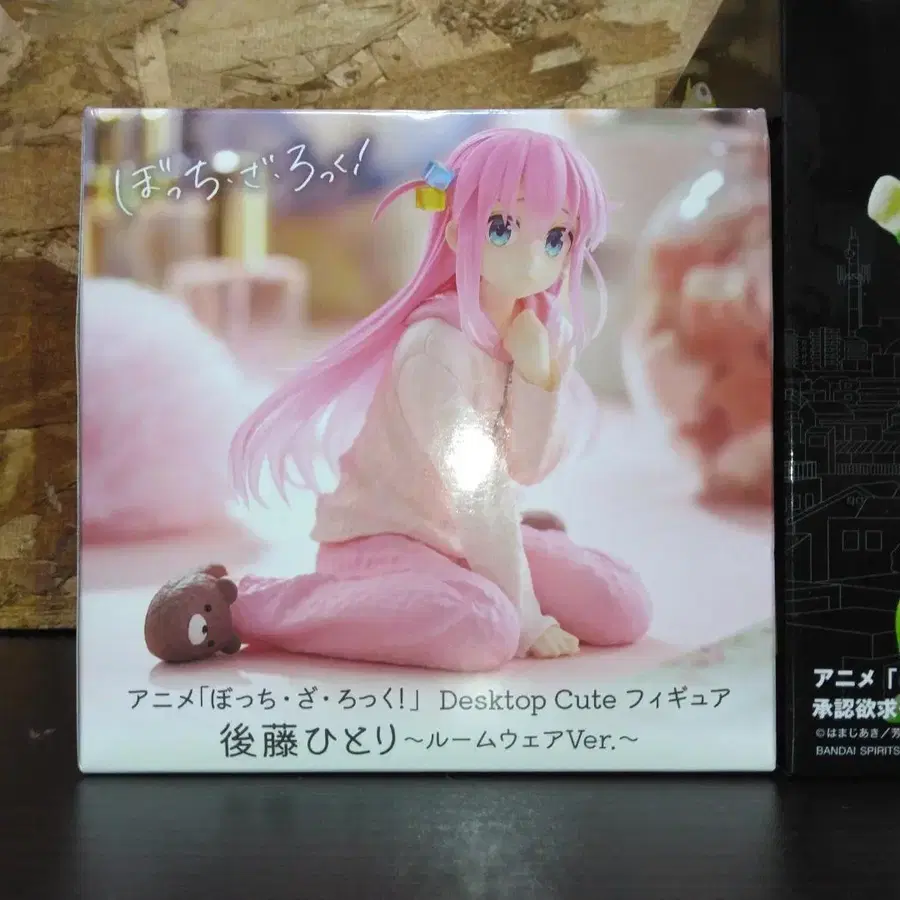 ぼっち・ざ・ろっく!
アニメ「ぼっち・ざ・ろっく!」 Desktop Cute フィギュア
後藤ひとり～ルームウェアVer.～
アニメ「
承認欲求
©はまじあき/芳
BANDAI SPIRITS